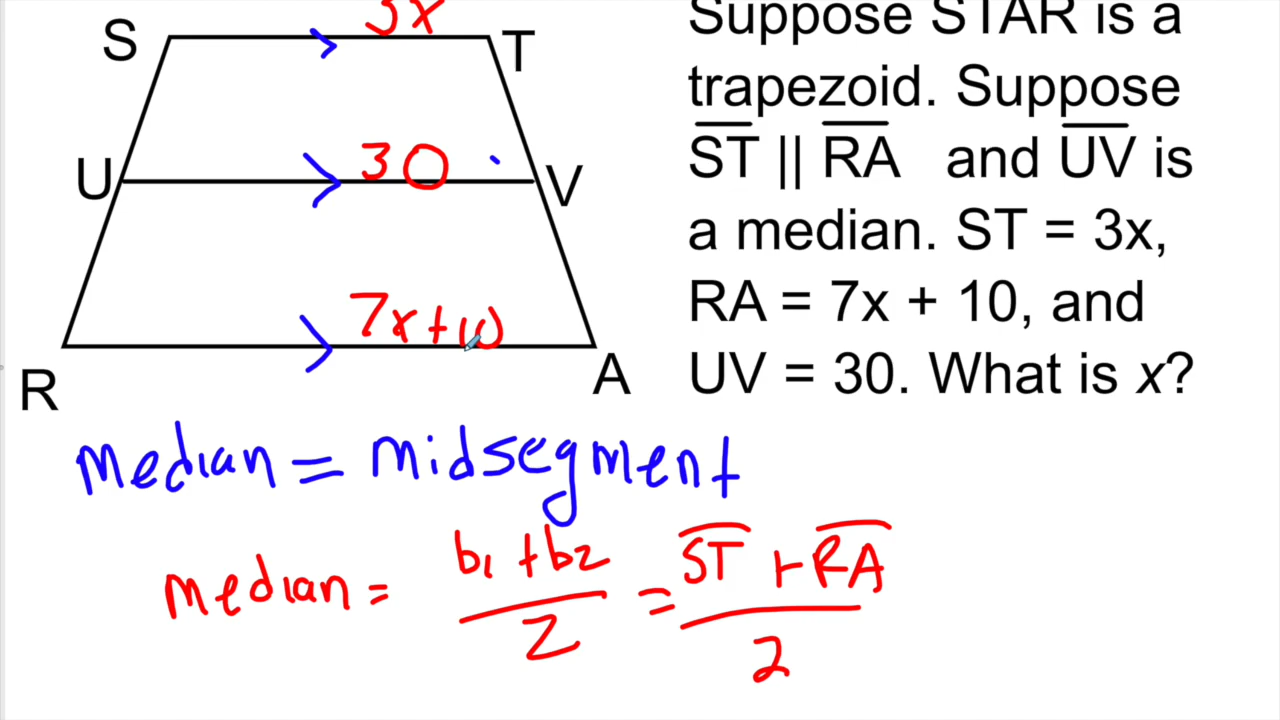 3x
S
T
Suppose STAR is a
trapezoid. Suppose
ST || RA and UV is
a median. ST = 3x,
RA = 7x + 10, and
UV = 30. What is x?
U
30
V
7x+10
R
A
median = midsegment
median = b1 + b2 / 2 = ST + RA / 2